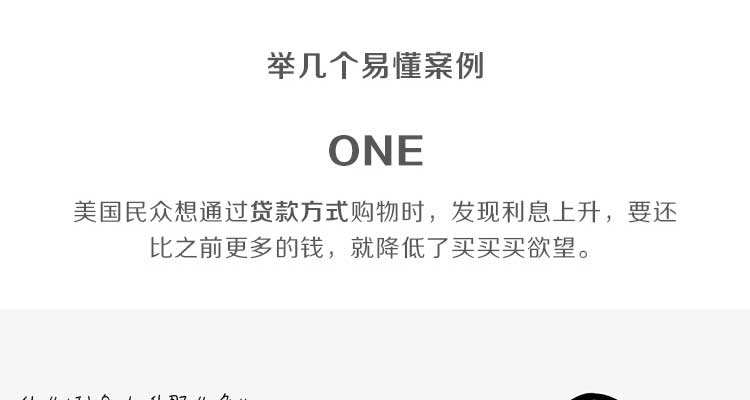 举几个易懂案例
ONE
美国民众想通过贷款方式购物时，发现利息上升，要还
比之前更多的钱，就降低了买买买欲望。